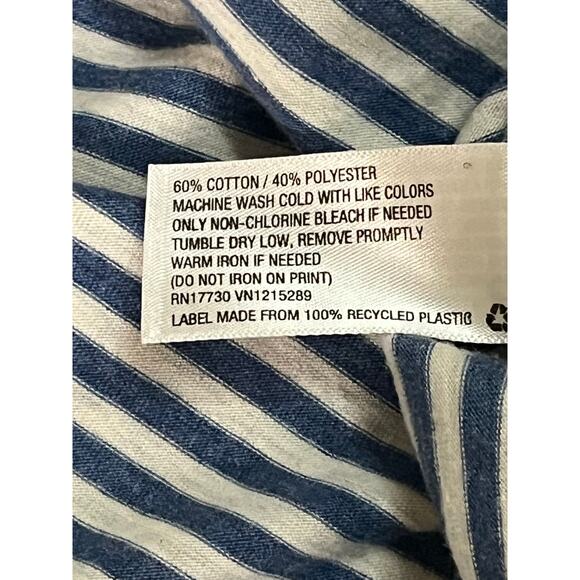 60% COTTON / 40% POLYESTER
MACHINE WASH COLD WITH LIKE COLORS
ONLY NON-CHLORINE BLEACH IF NEEDED
TUMBLE DRY LOW, REMOVE PROMPTLY
WARM IRON IF NEEDED
(DO NOT IRON ON PRINT)
RN17730 VN1215289
LABEL MADE FROM 100% RECYCLED PLASTIC